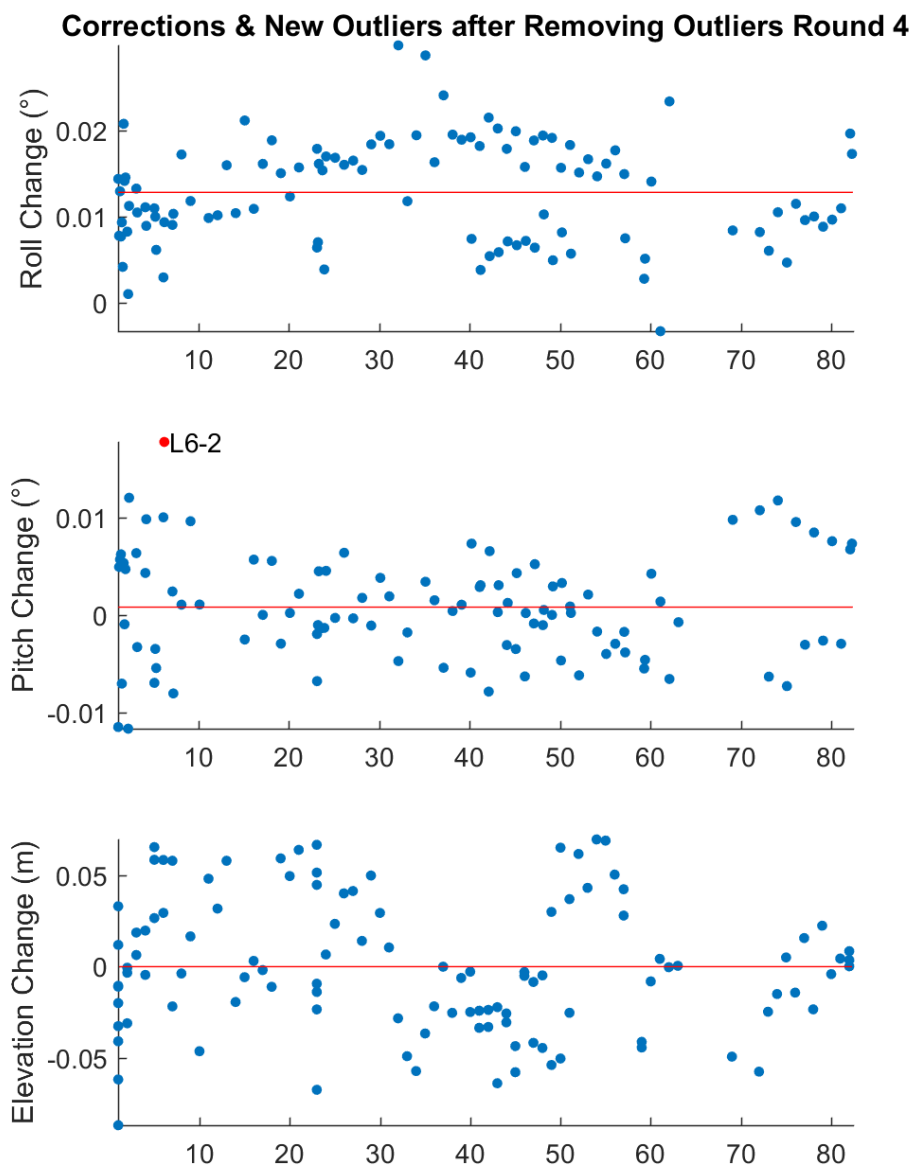 Corrections & New Outliers after Removing Outliers Round 4
Roll Change (°)
0.02
0.01
0
10 20 30 40 50 60 70 80
L6-2
Pitch Change (°)
0.01
0
-0.01
10 20 30 40 50 60 70 80
Elevation Change (m)
0.05
0
-0.05
10 20 30 40 50 60 70 80